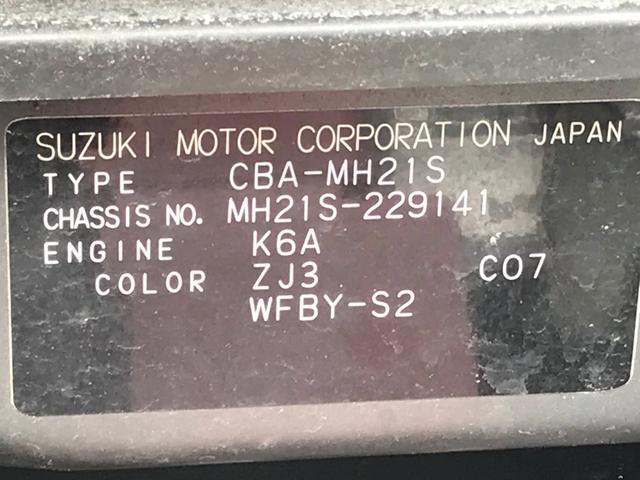 SUZUKI MOTOR CORPORATION JAPAN
TYPE CBA-MH21S
CHASSIS NO. MH21S-229141
ENGINE K6A
COLOR ZJ3 C07
WFBY-S2